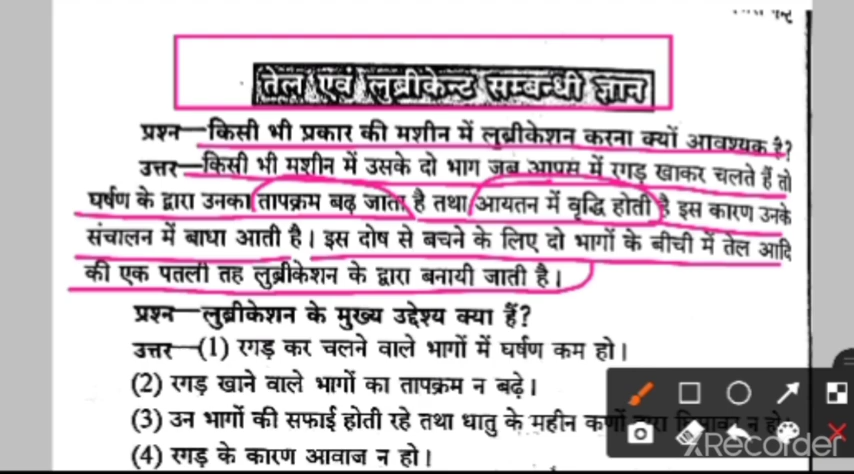 तेल एवं लुब्रीकेन्ट सम्बन्धी ज्ञान
प्रश्न—किसी भी प्रकार की मशीन में लुब्रीकेशन करना क्यों आवश्यक है?
उत्तर—किसी भी मशीन में उसके दो भाग जब आपस में रगड़ खाकर चलते हैं तो
घर्षण के द्वारा उनका तापक्रम बढ़ जाता है तथा आयतन में वृद्धि होती है इस कारण उनके
संचालन में बाधा आती है। इस दोष से बचने के लिए दो भागों के बीची में तेल आदि
की एक पतली तह लुब्रीकेशन के द्वारा बनायी जाती है।
प्रश्न—लुब्रीकेशन के मुख्य उद्देश्य क्या हैं?
उत्तर—(1) रगड़ कर चलने वाले भागों में घर्षण कम हो।
(2) रगड़ खाने वाले भागों का तापक्रम न बढ़े।
(3) उन भागों की सफाई होती रहे तथा धातु के महीन कणों
(4) रगड़ के कारण आवाज न हो।
XRecorder